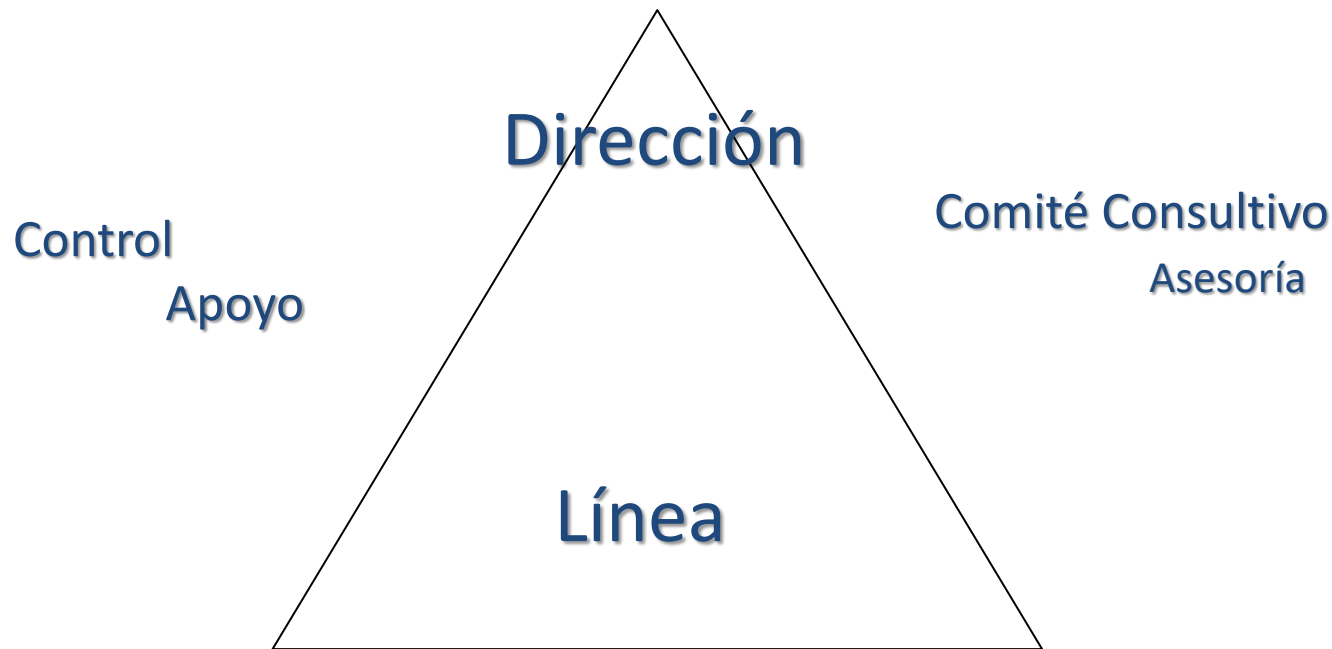 Dirección
Control
Apoyo
Comité Consultivo
Asesoría
Línea